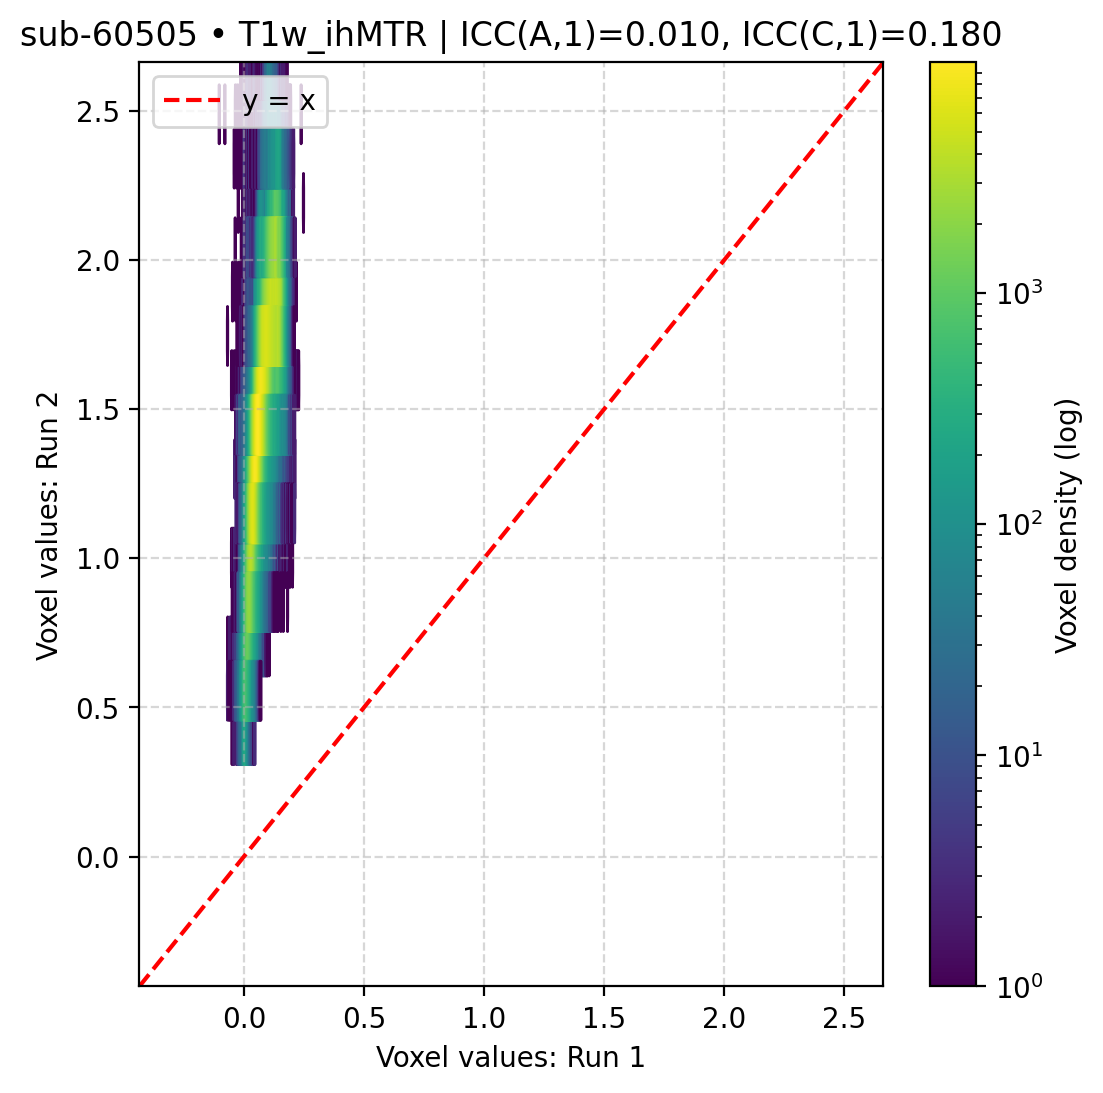 sub-60505 • T1w_ihMTR | ICC(A,1)=0.010, ICC(C,1)=0.180
y = x
2.5
2.0
1.5
1.0
0.5
0.0
Voxel values: Run 2
0.0 0.5 1.0 1.5 2.0 2.5
Voxel values: Run 1
10³
10²
10¹
10⁰
Voxel density (log)